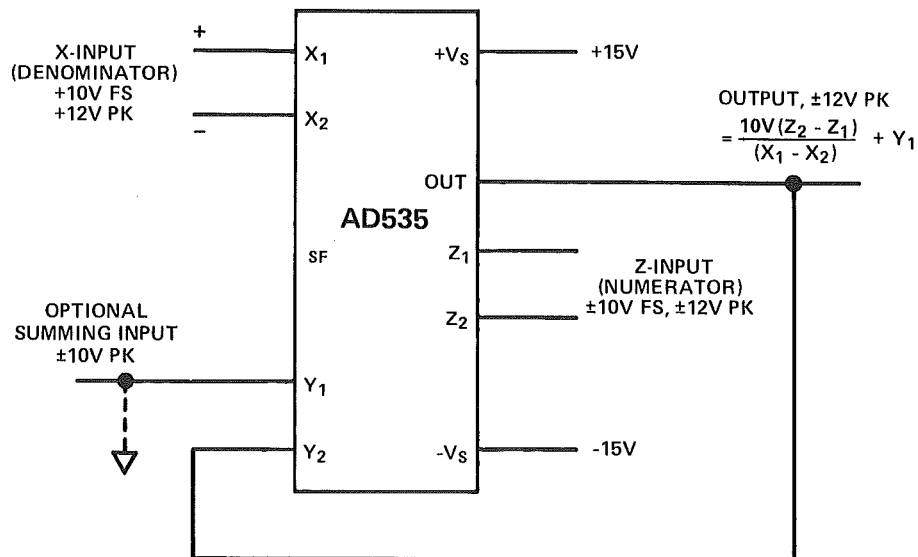 X-INPUT
(DENOMINATOR)
+10V FS
+12V PK
+
–
X1
X2
SF
Y1
Y2
AD535
+VS
OUT
Z1
Z2
-VS
+15V
OUTPUT, ±12V PK
= 10V(Z2 - Z1)
(X1 - X2)
+ Y1
Z-INPUT
(NUMERATOR)
±10V FS, ±12V PK
OPTIONAL
SUMMING INPUT
±10V PK
-15V